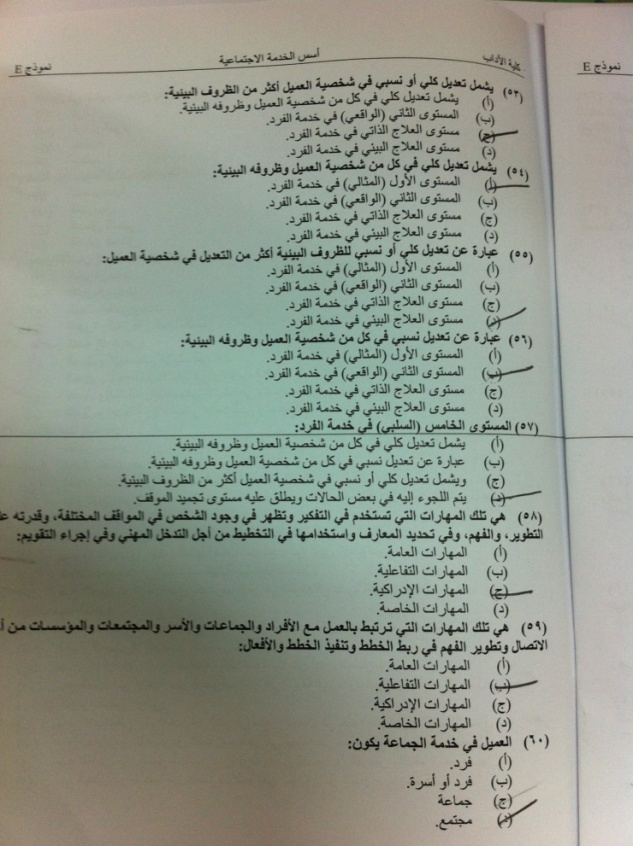 كلية الآداب
أسس الخدمة الاجتماعية
نموذج E
نموذج E
(٥٣) يشمل تعديل كلي أو نسبي في شخصية العميل أكثر من الظروف البيئية:
(أ) يشمل تعديل كلي في كل من شخصية العميل وظروفه البيئية.
(ب) المستوى الثاني (الواقعي) في خدمة الفرد.
(ج) مستوى العلاج الذاتي في خدمة الفرد.
(د) مستوى العلاج البيئي في خدمة الفرد.
(٥٤) يشمل تعديل كلي في كل من شخصية العميل وظروفه البيئية:
(أ) المستوى الأول (المثالي) في خدمة الفرد.
(ب) المستوى الثاني (الواقعي) في خدمة الفرد.
(ج) مستوى العلاج الذاتي في خدمة الفرد.
(د) مستوى العلاج البيئي في خدمة الفرد.
(٥٥) عبارة عن تعديل كلي أو نسبي للظروف البيئية أكثر من التعديل في شخصية العميل:
(أ) المستوى الأول (المثالي) في خدمة الفرد.
(ب) المستوى الثاني (الواقعي) في خدمة الفرد.
(ج) مستوى العلاج الذاتي في خدمة الفرد.
(د) مستوى العلاج البيئي في خدمة الفرد.
(٥٦) عبارة عن تعديل نسبي في كل من شخصية العميل وظروفه البيئية:
(أ) المستوى الأول (المثالي) في خدمة الفرد.
(ب) المستوى الثاني (الواقعي) في خدمة الفرد.
(ج) مستوى العلاج الذاتي في خدمة الفرد.
(د) مستوى العلاج البيئي في خدمة الفرد.
(٥٧) المستوى الخامس (السلبي) في خدمة الفرد:
(أ) يشمل تعديل كلي في كل من شخصية العميل وظروفه البيئية.
(ب) عبارة عن تعديل نسبي في كل من شخصية العميل وظروفه البيئية.
(ج) ويشمل تعديل كلي أو نسبي في شخصية العميل أكثر من الظروف البيئية.
(د) يتم اللجوء إليه في بعض الحالات ويطلق عليه مستوى تجميد الموقف.
(٥٨) هي تلك المهارات التي تستخدم في التفكير وتظهر في وجود الشخص في المواقف المختلفة، وقدرته
التطوير، والفهم، وفي تحديد المعارف واستخدامها في التخطيط من أجل التدخل المهني وفي إجراء التقويم:
(أ) المهارات العامة.
(ب) المهارات التفاعلية.
(ج) المهارات الإدراكية.
(د) المهارات الخاصة.
(٥٩) هي تلك المهارات التي ترتبط بالعمل مع الأفراد والجماعات والأسر والمجتمعات والمؤسسات من
الاتصال وتطوير الفهم في ربط الخطط وتنفيذ الخطط والأفعال:
(أ) المهارات العامة.
(ب) المهارات التفاعلية.
(ج) المهارات الإدراكية.
(د) المهارات الخاصة.
(٦٠) العميل في خدمة الجماعة يكون:
(أ) فرد.
(ب) فرد أو أسرة.
(ج) جماعة
(د) مجتمع.